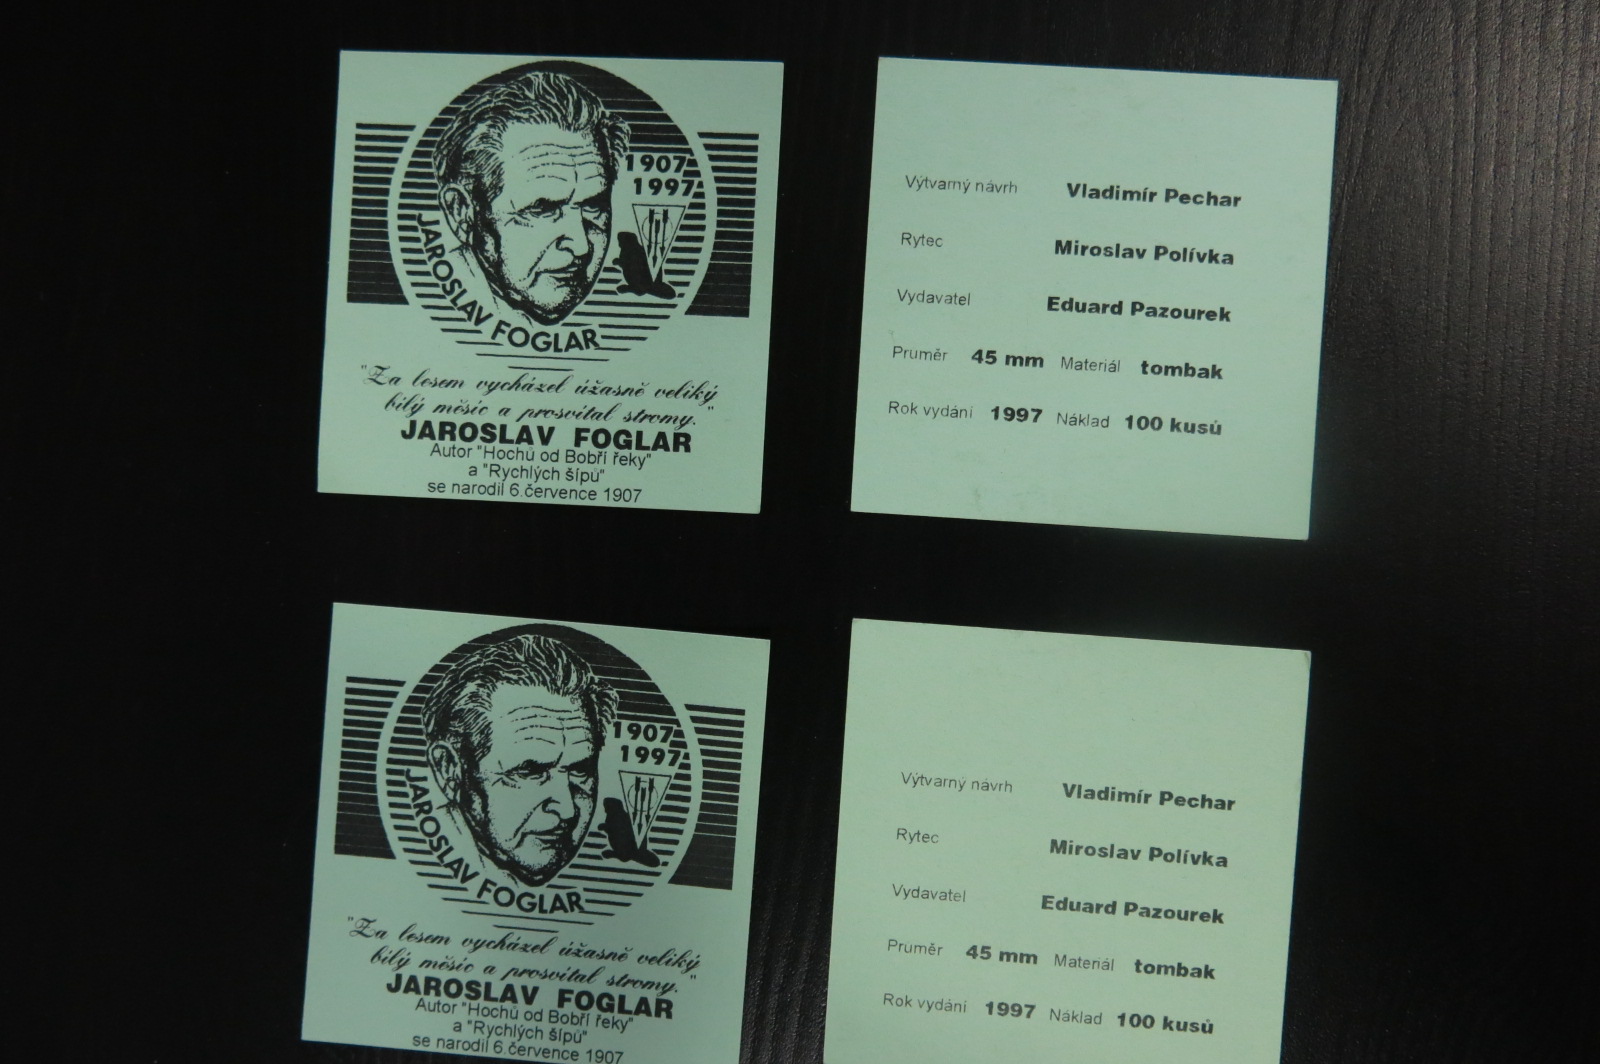 1907
1997
JAROSLAV FOGLAR
"Za lesem vycházel úžasně veliký
bílý měsíc a prosvítal stromy."
JAROSLAV FOGLAR
Autor "Hochů od Bobří řeky"
a "Rychlých šípů"
se narodil 6.července 1907
Výtvarný návrh Vladimír Pechar
Rytec Miroslav Polívka
Vydavatel Eduard Pazourek
Pruměr 45 mm Materiál tombak
Rok vydání 1997 Náklad 100 kusů
1907
1997
JAROSLAV FOGLAR
"Za lesem vycházel úžasně veliký
bílý měsíc a prosvítal stromy."
JAROSLAV FOGLAR
Autor "Hochů od Bobří řeky"
a "Rychlých šípů"
se narodil 6.července 1907
Výtvarný návrh Vladimír Pechar
Rytec Miroslav Polívka
Vydavatel Eduard Pazourek
Pruměr 45 mm Materiál tombak
Rok vydání 1997 Náklad 100 kusů